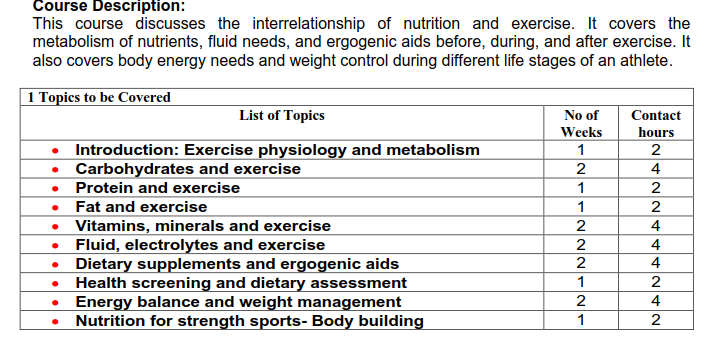 Course Description:
This course discusses the interrelationship of nutrition and exercise. It covers the
metabolism of nutrients, fluid needs, and ergogenic aids before, during, and after exercise. It
also covers body energy needs and weight control during different life stages of an athlete.
1 Topics to be Covered
List of Topics No of Weeks Contact hours
• Introduction: Exercise physiology and metabolism 1 2
• Carbohydrates and exercise 2 4
• Protein and exercise 1 2
• Fat and exercise 1 2
• Vitamins, minerals and exercise 2 4
• Fluid, electrolytes and exercise 2 4
• Dietary supplements and ergogenic aids 2 4
• Health screening and dietary assessment 1 2
• Energy balance and weight management 2 4
• Nutrition for strength sports- Body building 1 2